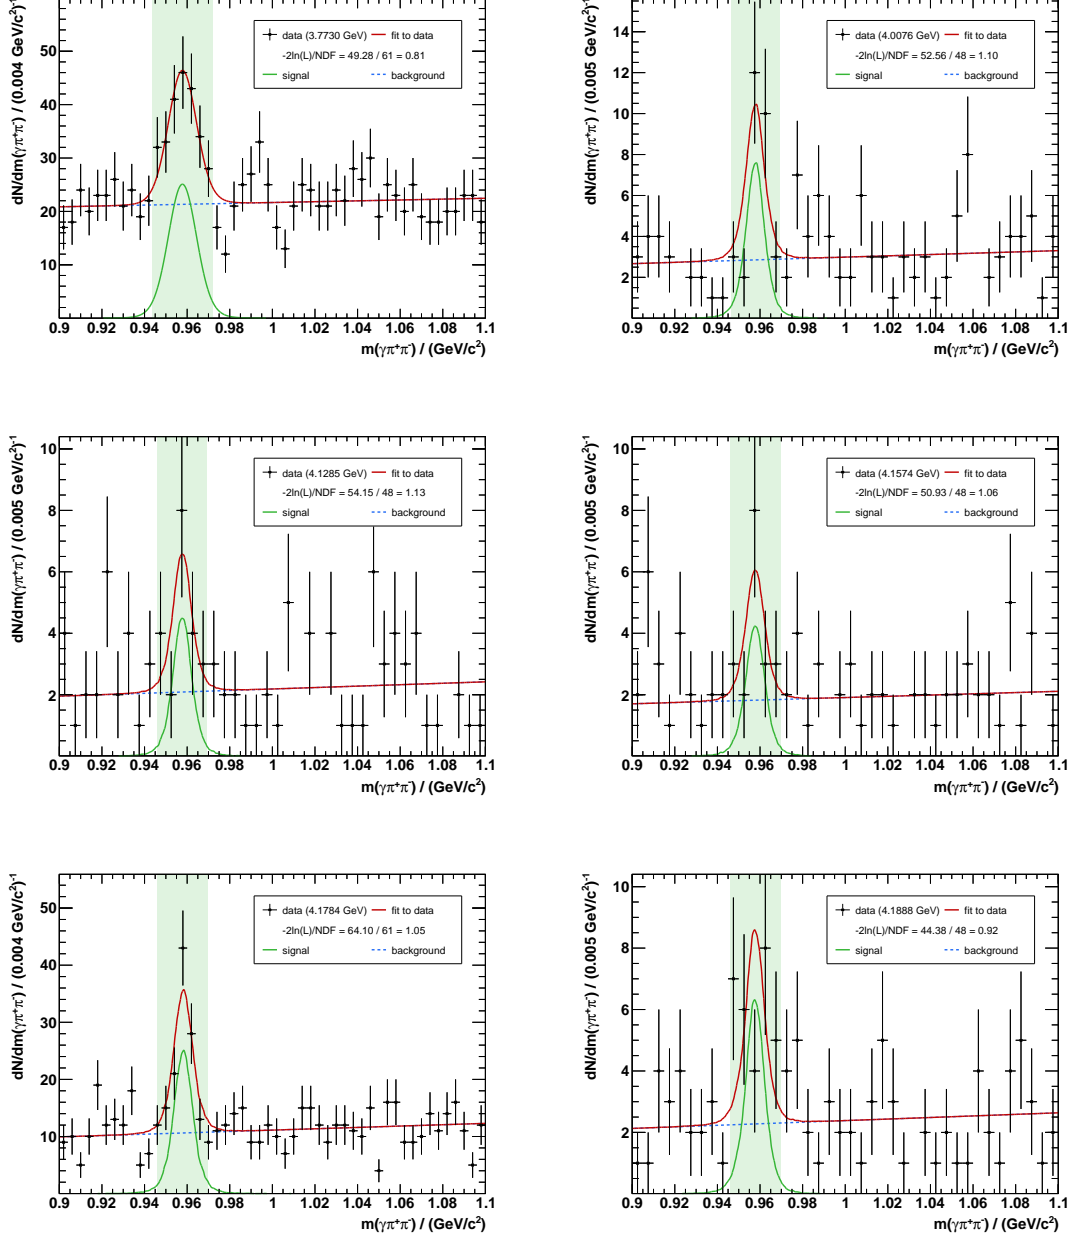 dN/dm(γπ⁺π⁻) / (0.004 GeV/c²)⁻¹
50
40
30
20
10
data (3.7730 GeV) fit to data
-2ln(L)/NDF = 49.28 / 61 = 0.81
signal background
0.9 0.92 0.94 0.96 0.98 1 1.02 1.04 1.06 1.08 1.1
m(γπ⁺π⁻) / (GeV/c²)
dN/dm(γπ⁺π⁻) / (0.005 GeV/c²)⁻¹
14
12
10
8
6
4
2
data (4.0076 GeV) fit to data
-2ln(L)/NDF = 52.56 / 48 = 1.10
signal background
0.9 0.92 0.94 0.96 0.98 1 1.02 1.04 1.06 1.08 1.1
m(γπ⁺π⁻) / (GeV/c²)
dN/dm(γπ⁺π⁻) / (0.005 GeV/c²)⁻¹
10
8
6
4
2
data (4.1285 GeV) fit to data
-2ln(L)/NDF = 54.15 / 48 = 1.13
signal background
0.9 0.92 0.94 0.96 0.98 1 1.02 1.04 1.06 1.08 1.1
m(γπ⁺π⁻) / (GeV/c²)
dN/dm(γπ⁺π⁻) / (0.005 GeV/c²)⁻¹
10
8
6
4
2
data (4.1574 GeV) fit to data
-2ln(L)/NDF = 50.93 / 48 = 1.06
signal background
0.9 0.92 0.94 0.96 0.98 1 1.02 1.04 1.06 1.08 1.1
m(γπ⁺π⁻) / (GeV/c²)
dN/dm(γπ⁺π⁻) / (0.004 GeV/c²)⁻¹
50
40
30
20
10
data (4.1784 GeV) fit to data
-2ln(L)/NDF = 64.10 / 61 = 1.05
signal background
0.9 0.92 0.94 0.96 0.98 1 1.02 1.04 1.06 1.08 1.1
m(γπ⁺π⁻) / (GeV/c²)
dN/dm(γπ⁺π⁻) / (0.005 GeV/c²)⁻¹
10
8
6
4
2
data (4.1888 GeV) fit to data
-2ln(L)/NDF = 44.38 / 48 = 0.92
signal background
0.9 0.92 0.94 0.96 0.98 1 1.02 1.04 1.06 1.08 1.1
m(γπ⁺π⁻) / (GeV/c²)